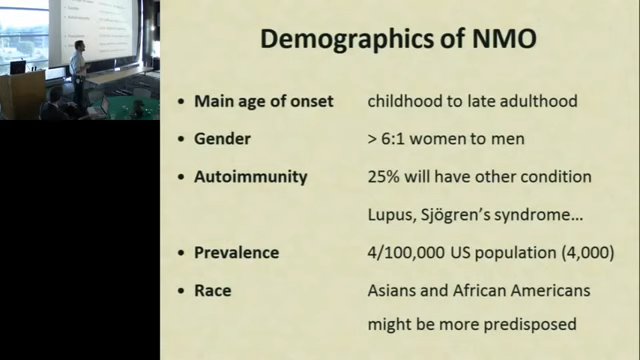 Demographics of NMO
• Main age of onset childhood to late adulthood
• Gender > 6:1 women to men
• Autoimmunity 25% will have other condition
Lupus, Sjögren's syndrome…
• Prevalence 4/100,000 US population (4,000)
• Race Asians and African Americans
might be more predisposed